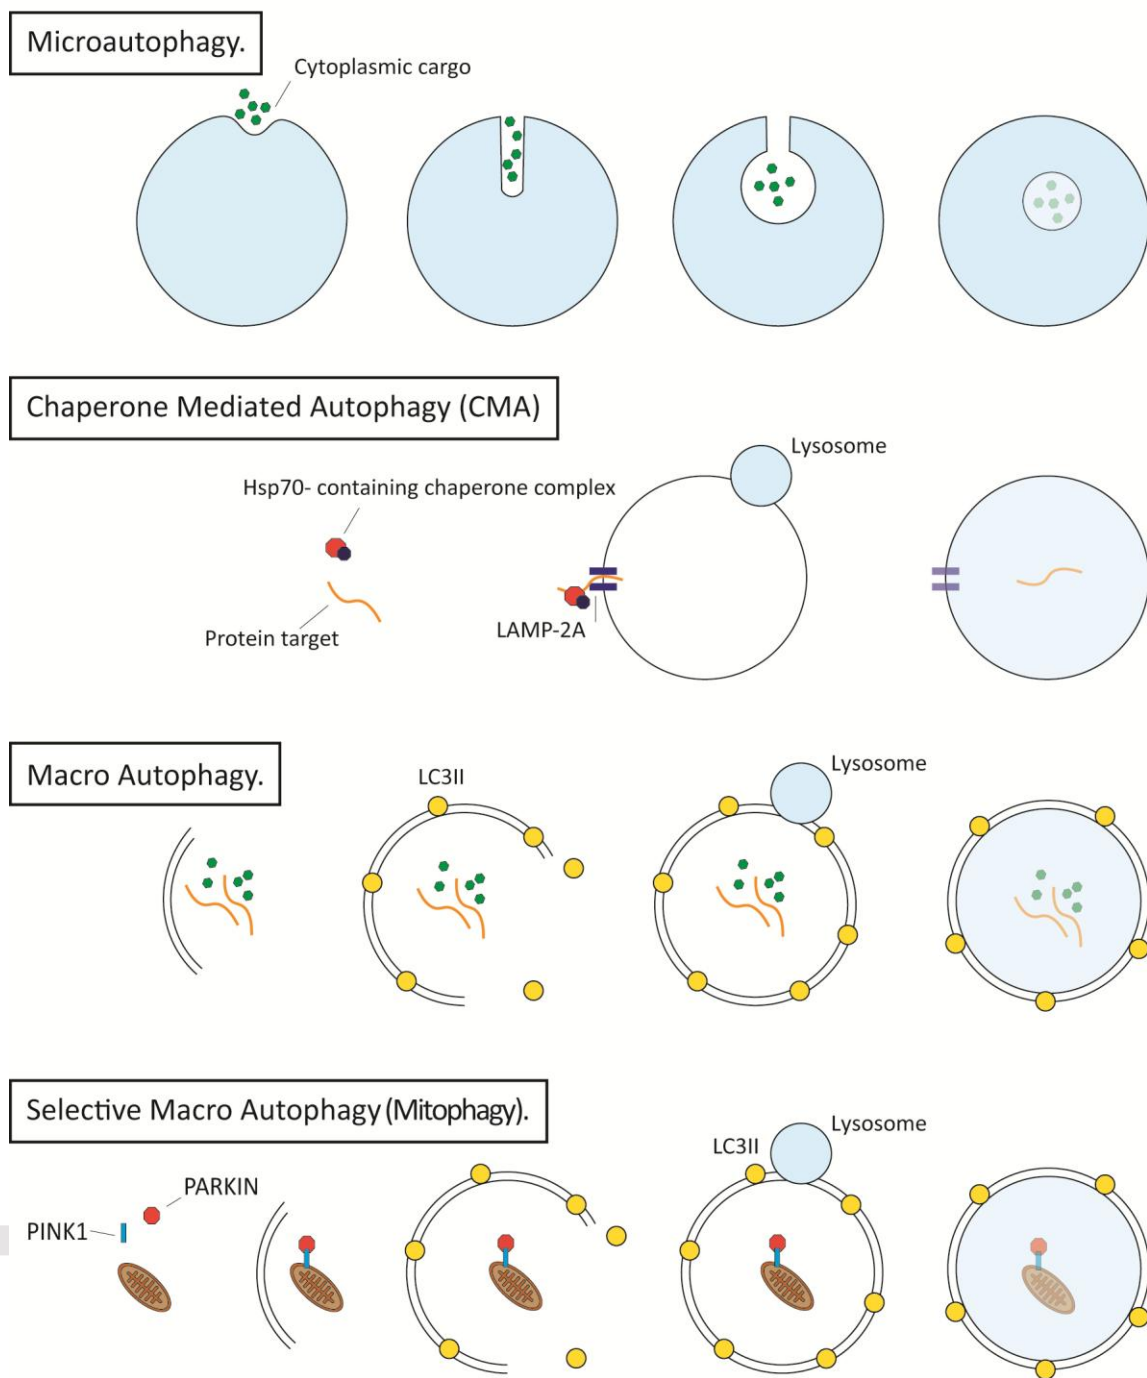 Microautophagy.
Cytoplasmic cargo
Chaperone Mediated Autophagy (CMA)
Lysosome
Hsp70- containing chaperone complex
Protein target
LAMP-2A
Macro Autophagy.
LC3II
Lysosome
Selective Macro Autophagy (Mitophagy).
LC3II
Lysosome
PARKIN
PINK1